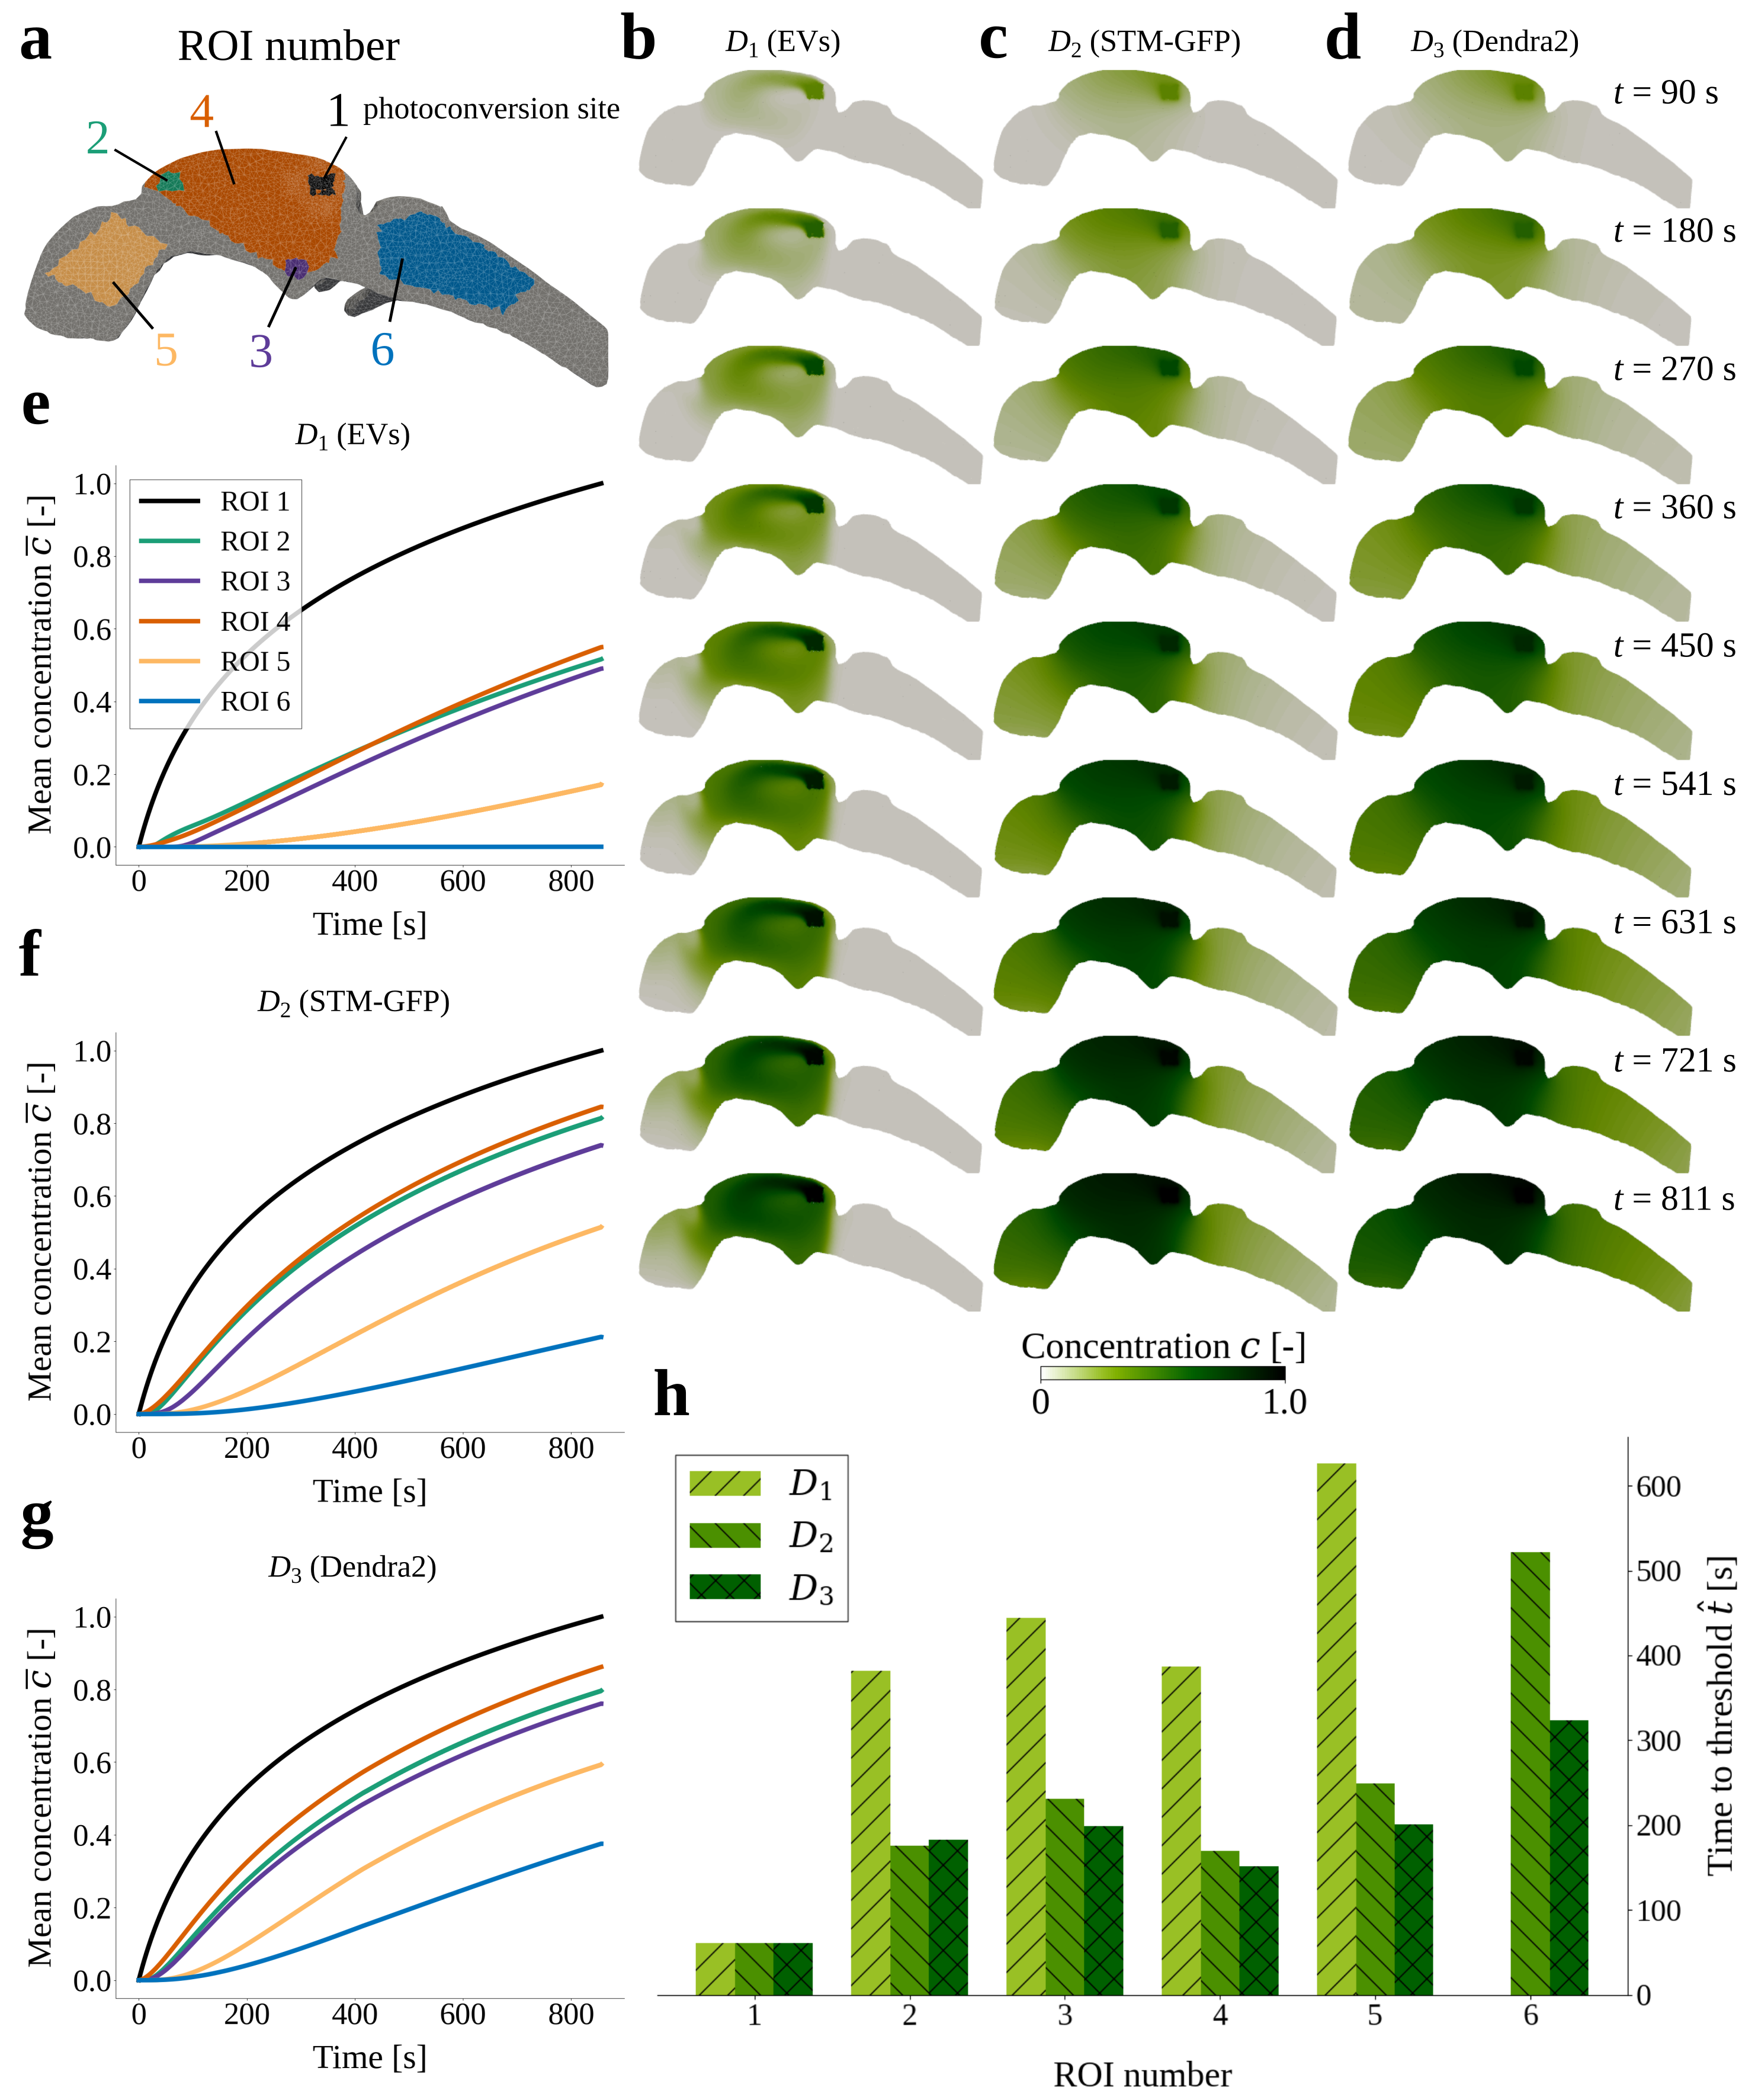 a
ROI number
1 photoconversion site
4
2
5
3
6
b
D1 (EVs)
c
D2 (STM-GFP)
d
D3 (Dendra2)
t = 90 s
t = 180 s
t = 270 s
t = 360 s
t = 450 s
t = 541 s
t = 631 s
t = 721 s
t = 811 s
Concentration c [-]
0
1.0
e
D1 (EVs)
Mean concentration c̅ [-]
1.0
0.8
0.6
0.4
0.2
0.0
ROI 1
ROI 2
ROI 3
ROI 4
ROI 5
ROI 6
0 200 400 600 800
Time [s]
f
D2 (STM-GFP)
Mean concentration c̅ [-]
1.0
0.8
0.6
0.4
0.2
0.0
0 200 400 600 800
Time [s]
g
D3 (Dendra2)
Mean concentration c̅ [-]
1.0
0.8
0.6
0.4
0.2
0.0
0 200 400 600 800
Time [s]
h
D1
D2
D3
600
500
400
300
200
100
0
Time to threshold t̂ [s]
1 2 3 4 5 6
ROI number